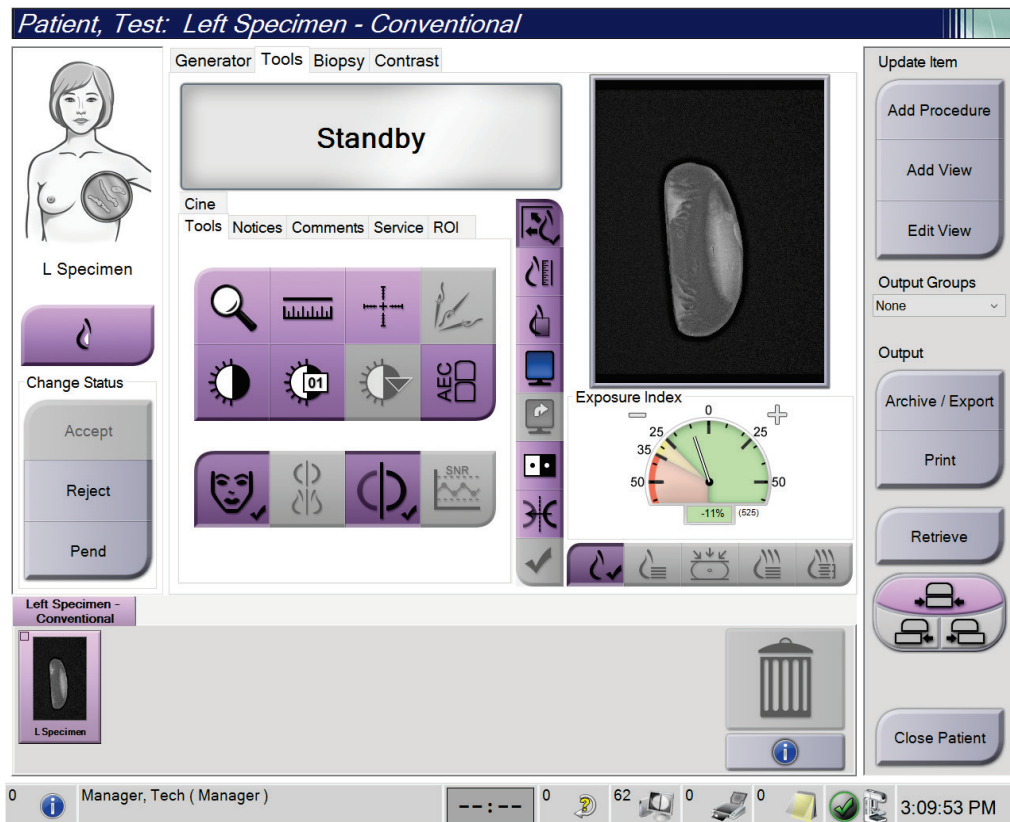 Patient, Test: Left Specimen - Conventional
Generator Tools Biopsy Contrast
Standby
Cine
Tools Notices Comments Service ROI
L Specimen
Change Status
Accept
Reject
Pend
01
AEC
SNR
Exposure Index
0
25 25
35
50 50
-11% (525)
Update Item
Add Procedure
Add View
Edit View
Output Groups
None
Output
Archive / Export
Print
Retrieve
Close Patient
Left Specimen -
Conventional
L Specimen
0 Manager, Tech ( Manager ) --:-- 0 62 0 0 3:09:53 PM